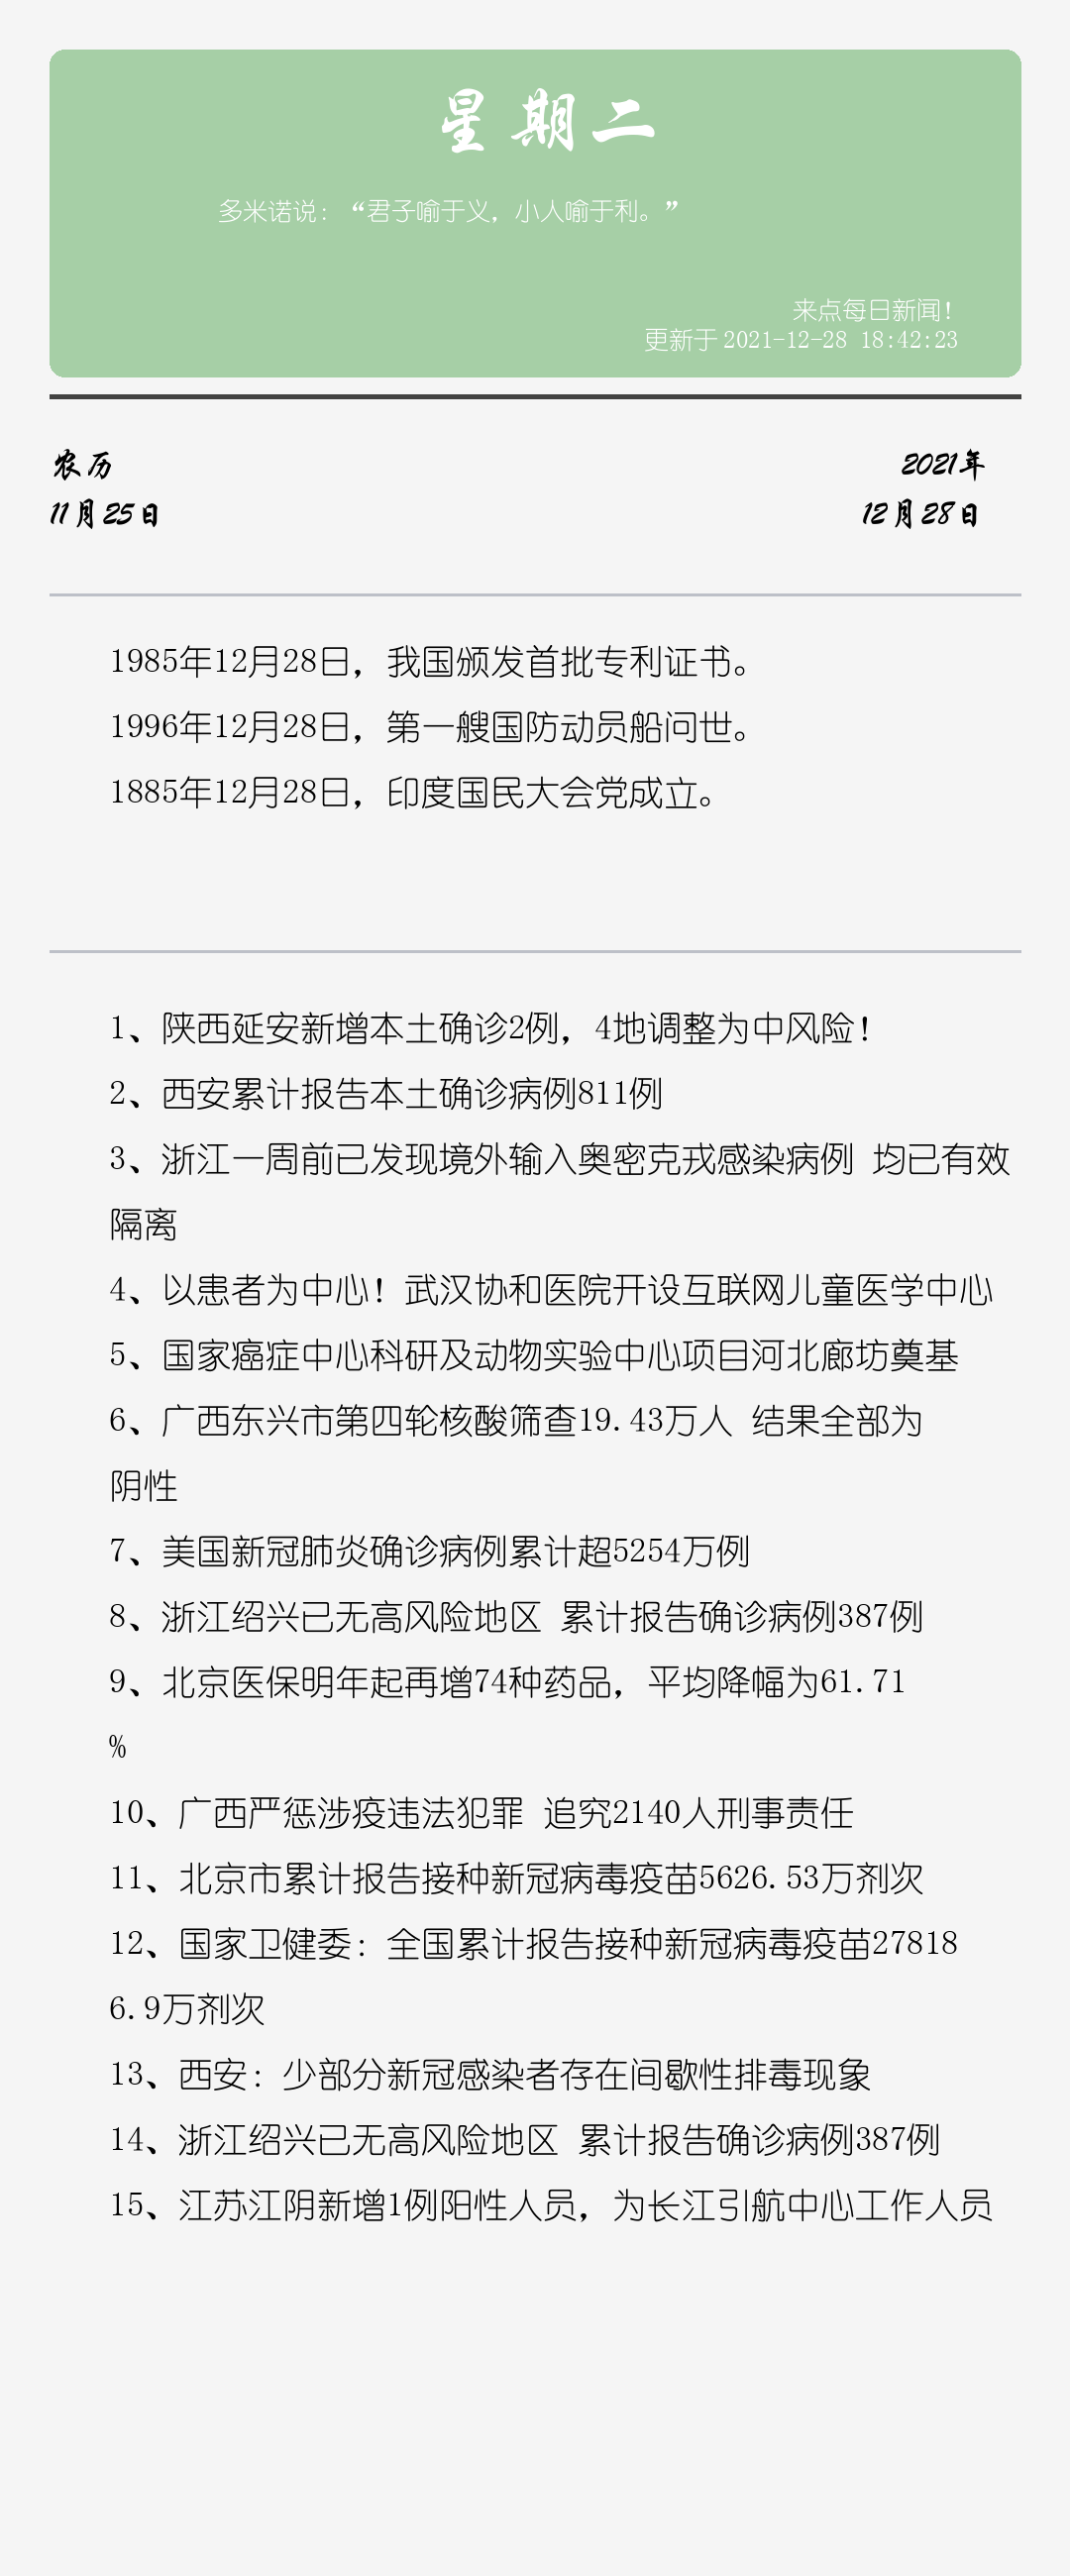 星期二
多米诺说：“君子喻于义，小人喻于利。”
来点每日新闻！
更新于2021-12-28 18:42:23
农历
2021年
11月25日
12月28日
1985年12月28日，我国颁发首批专利证书。
1996年12月28日，第一艘国防动员船问世。
1885年12月28日，印度国民大会党成立。
1、陕西延安新增本土确诊2例，4地调整为中风险！
2、西安累计报告本土确诊病例811例
3、浙江一周前已发现境外输入奥密克戎感染病例 均已有效
隔离
4、以患者为中心！武汉协和医院开设互联网儿童医学中心
5、国家癌症中心科研及动物实验中心项目河北廊坊奠基
6、广西东兴市第四轮核酸筛查19.43万人 结果全部为
阴性
7、美国新冠肺炎确诊病例累计超5254万例
8、浙江绍兴已无高风险地区 累计报告确诊病例387例
9、北京医保明年起再增74种药品，平均降幅为61.71
%
10、广西严惩涉疫违法犯罪 追究2140人刑事责任
11、北京市累计报告接种新冠病毒疫苗5626.53万剂次
12、国家卫健委：全国累计报告接种新冠病毒疫苗27818
6.9万剂次
13、西安：少部分新冠感染者存在间歇性排毒现象
14、浙江绍兴已无高风险地区 累计报告确诊病例387例
15、江苏江阴新增1例阳性人员，为长江引航中心工作人员